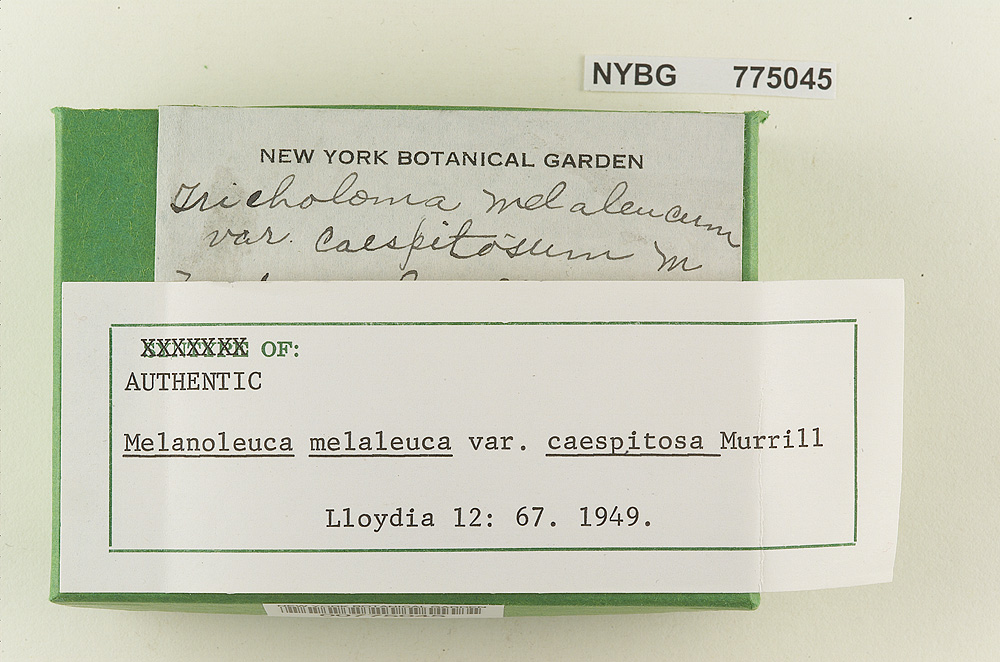 NYBG 775045
NEW YORK BOTANICAL GARDEN
Tricholoma melaleucum
var. caespitosum M
OF:
AUTHENTIC
Melanoleuca melaleuca var. caespitosa Murrill
Lloydia 12: 67. 1949.